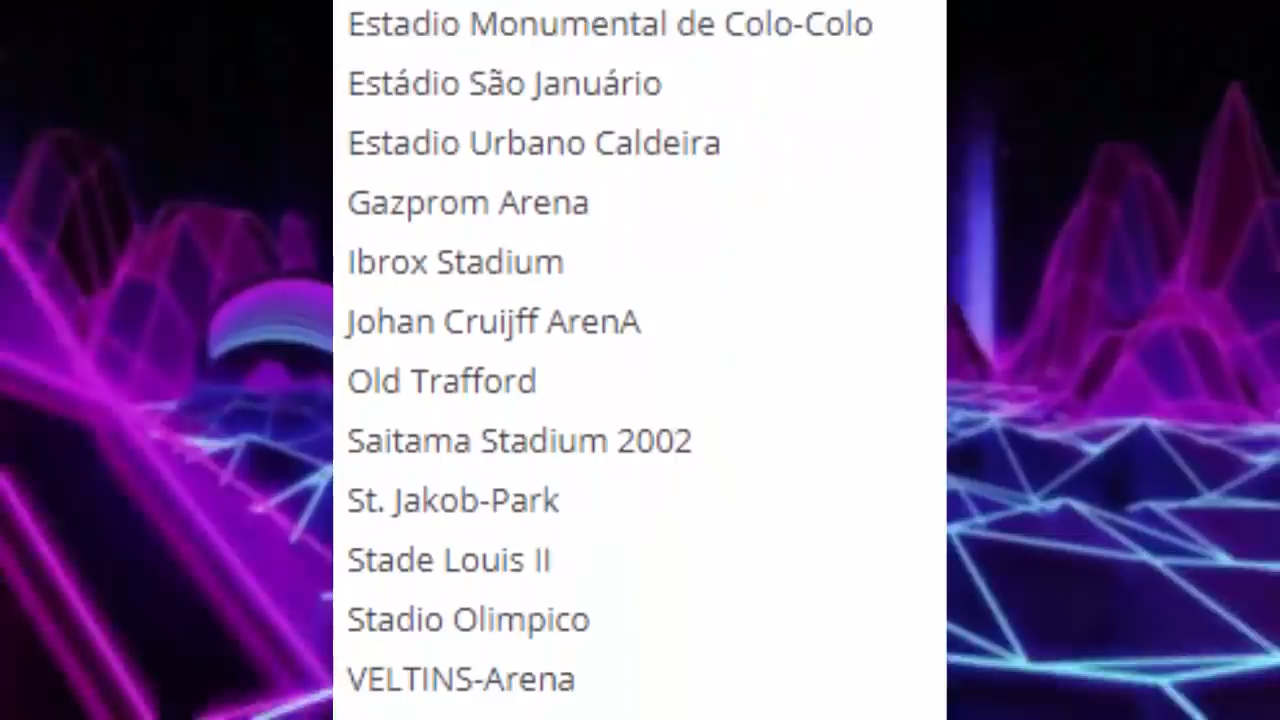 Estadio Monumental de Colo-Colo
Estádio São Januário
Estadio Urbano Caldeira
Gazprom Arena
Ibrox Stadium
Johan Cruijff ArenA
Old Trafford
Saitama Stadium 2002
St. Jakob-Park
Stade Louis II
Stadio Olimpico
VELTINS-Arena